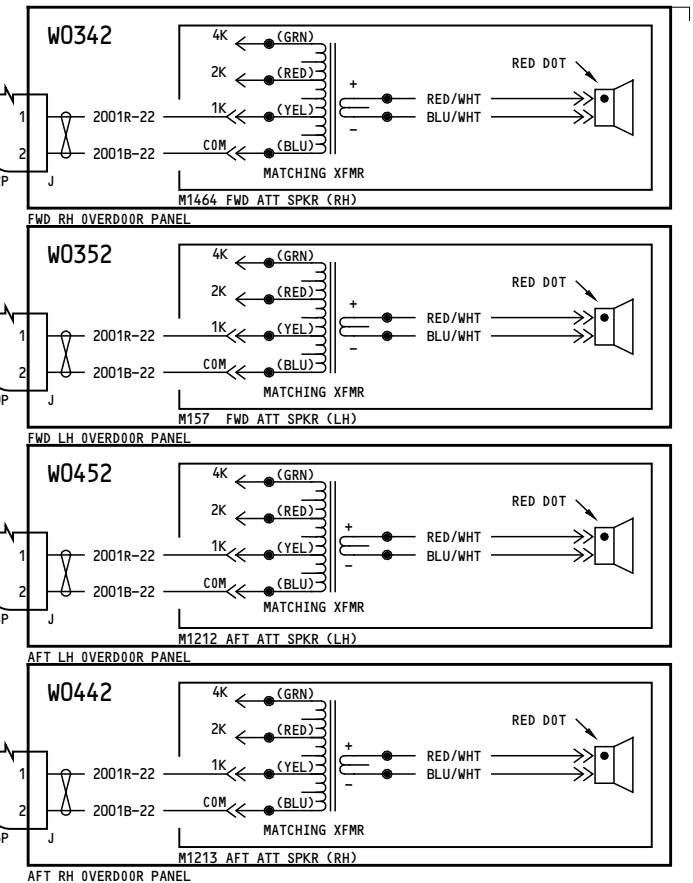 W0342
4K (GRN)
2K (RED)
RED DOT
+
1K (YEL)
RED/WHT
1 2001R-22
BLU/WHT
COM (BLU)
-
2 2001B-22
MATCHING XFMR
P J
M1464 FWD ATT SPKR (RH)
FWD RH OVERDOOR PANEL
W0352
4K (GRN)
2K (RED)
RED DOT
+
1K (YEL)
RED/WHT
1 2001R-22
BLU/WHT
COM (BLU)
-
2 2001B-22
MATCHING XFMR
P J
M157 FWD ATT SPKR (LH)
FWD LH OVERDOOR PANEL
W0452
4K (GRN)
2K (RED)
RED DOT
+
1K (YEL)
RED/WHT
1 2001R-22
BLU/WHT
COM (BLU)
-
2 2001B-22
MATCHING XFMR
P J
M1212 AFT ATT SPKR (LH)
AFT LH OVERDOOR PANEL
W0442
4K (GRN)
2K (RED)
RED DOT
+
1K (YEL)
RED/WHT
1 2001R-22
BLU/WHT
COM (BLU)
-
2 2001B-22
MATCHING XFMR
P J
M1213 AFT ATT SPKR (RH)
AFT RH OVERDOOR PANEL